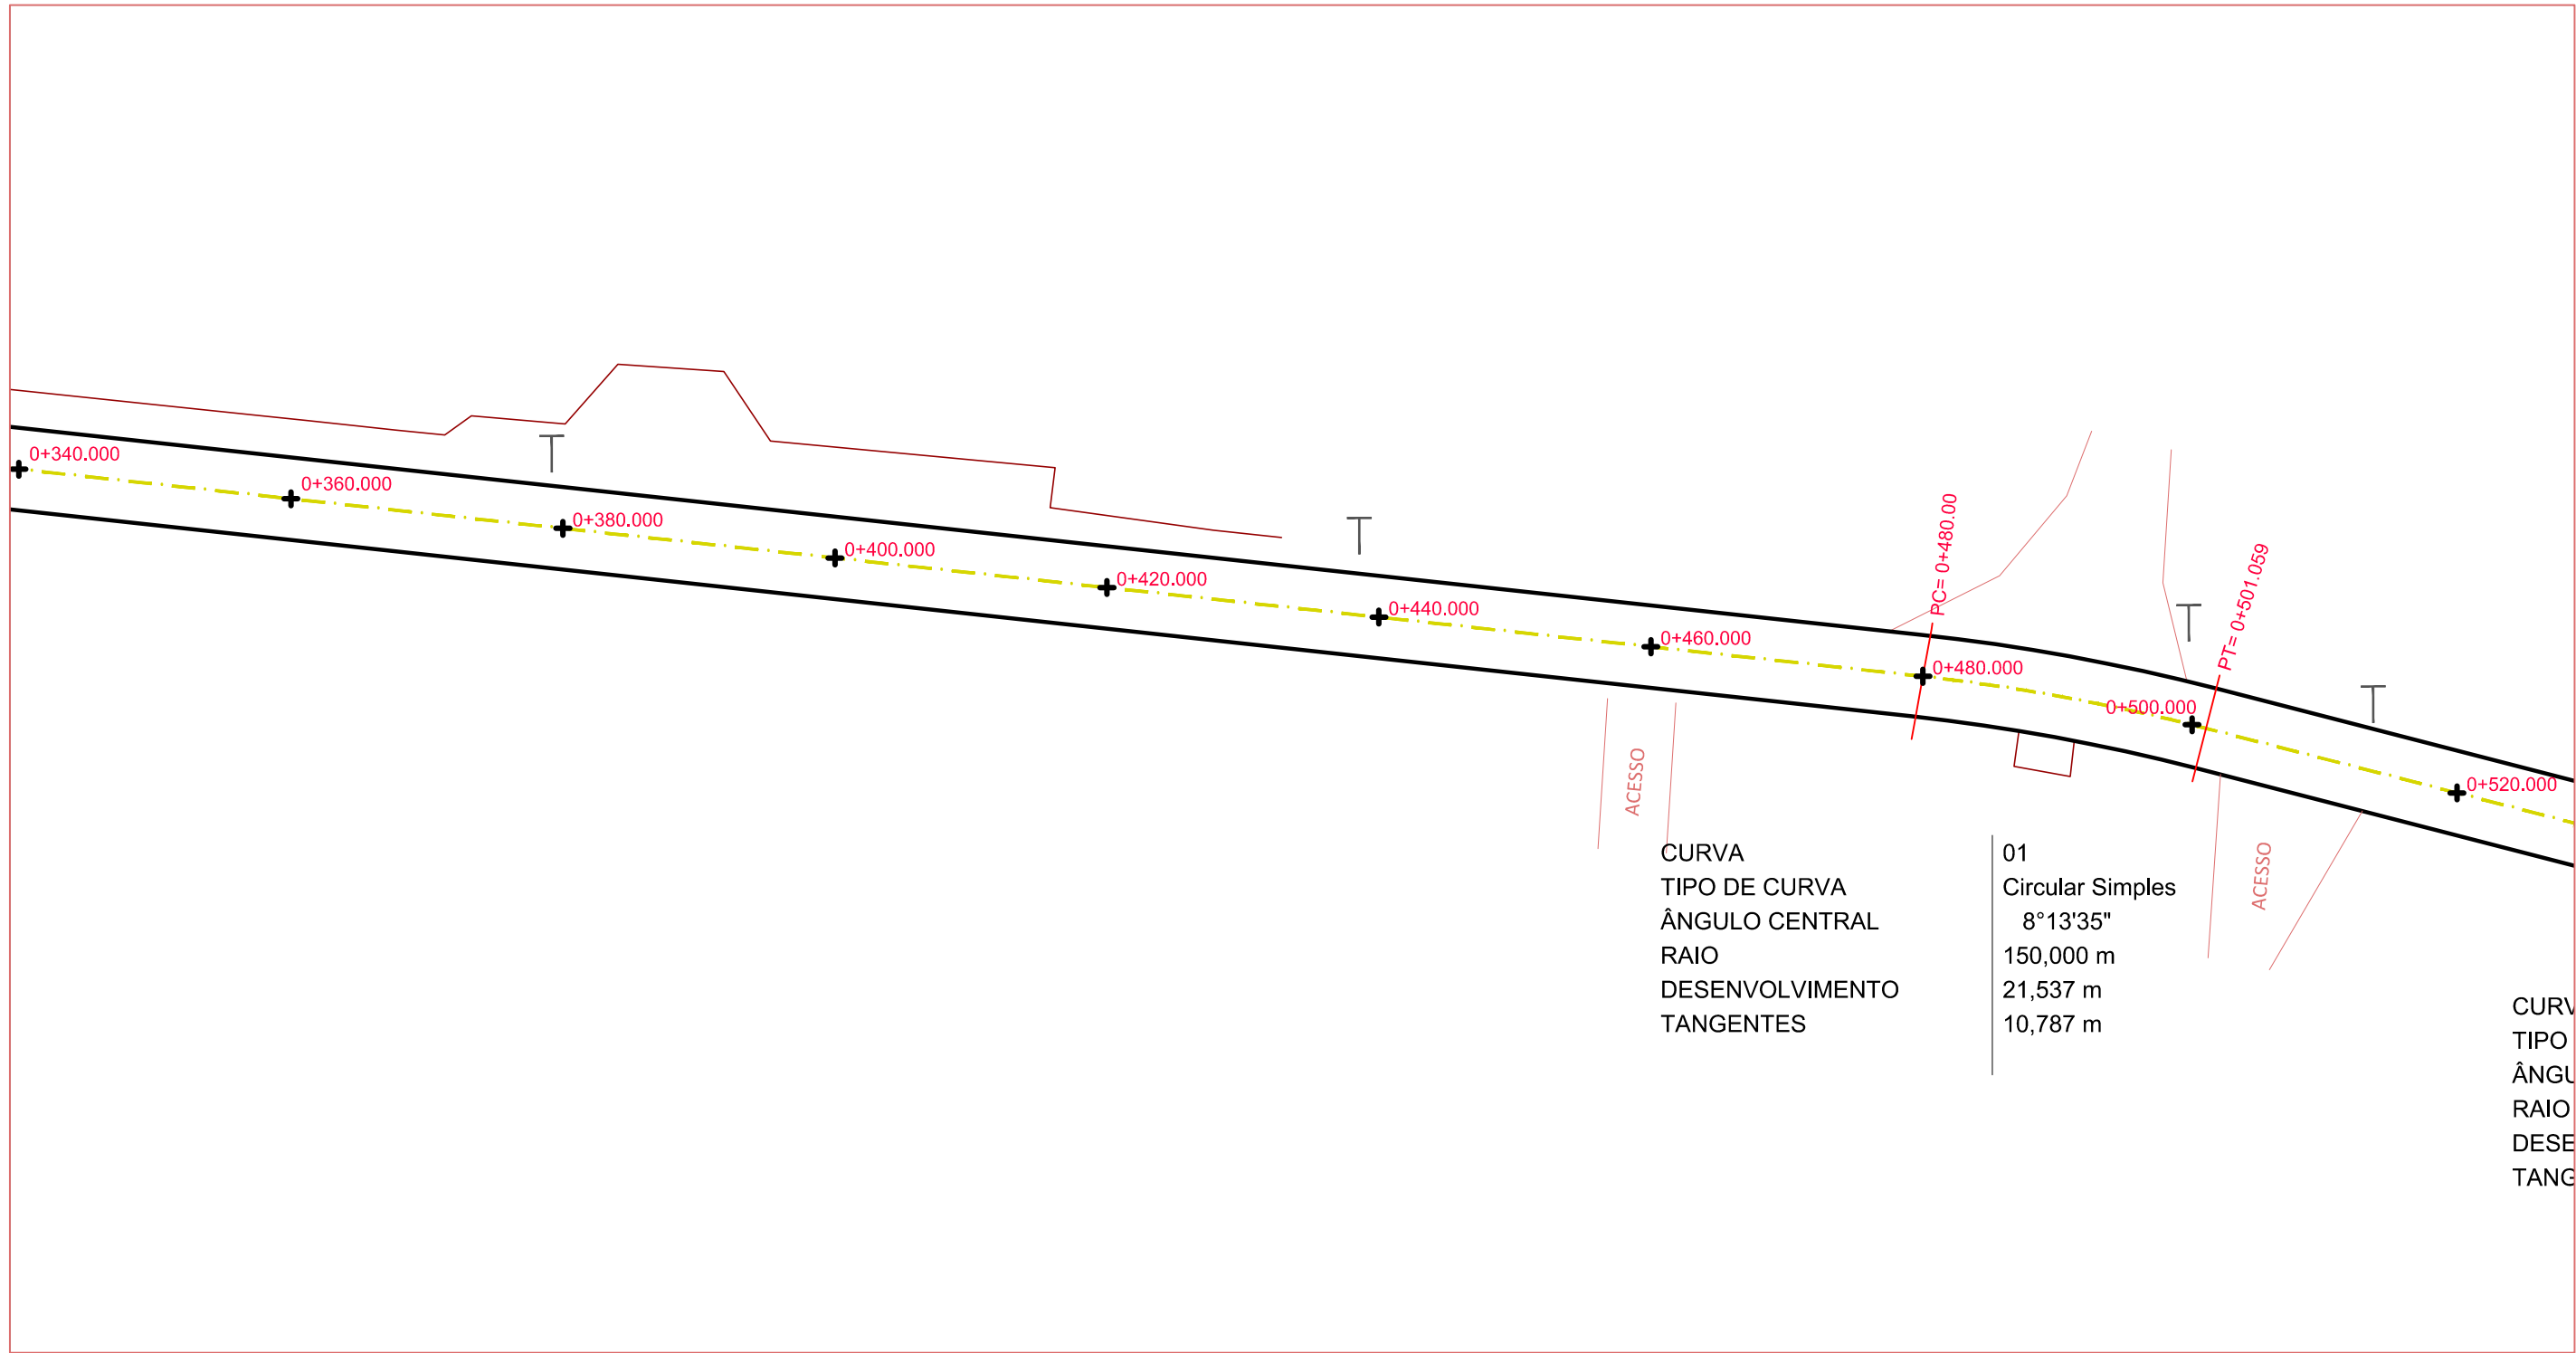 0+340.000
0+360.000
0+380.000
0+400.000
0+420.000
0+440.000
0+460.000
PC= 0+480.00
0+480.000
0+500.000
PT= 0+501.059
0+520.000
ACESSO
ACESSO
CURVA 01
TIPO DE CURVA Circular Simples
ÂNGULO CENTRAL 8°13'35"
RAIO 150,000 m
DESENVOLVIMENTO 21,537 m
TANGENTES 10,787 m
CURV
TIPO
ÂNGU
RAIO
DESE
TANG